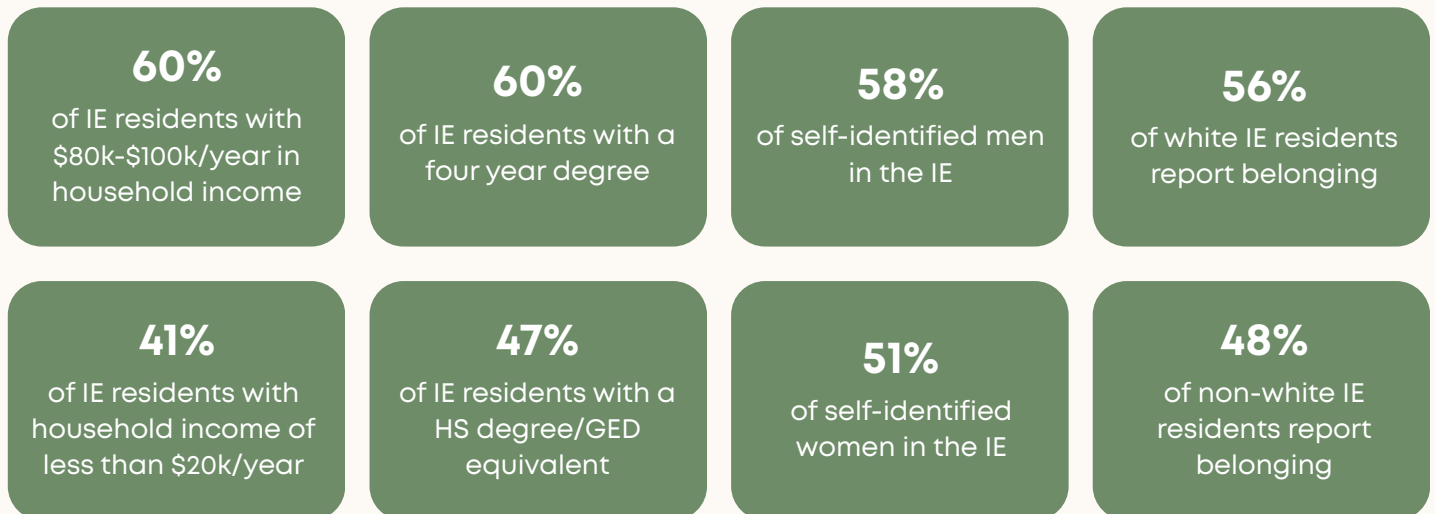 60%
of IE residents with
$80k-$100k/year in
household income
60%
of IE residents with a
four year degree
58%
of self-identified men
in the IE
56%
of white IE residents
report belonging
41%
of IE residents with
household income of
less than $20k/year
47%
of IE residents with a
HS degree/GED
equivalent
51%
of self-identified
women in the IE
48%
of non-white IE
residents report
belonging